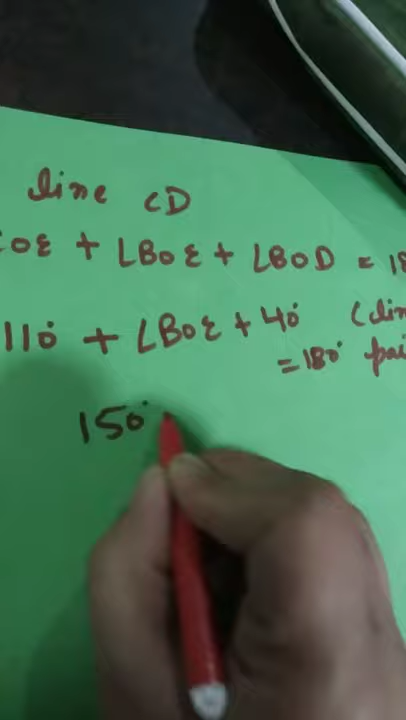 line CD
COE + ∠BOE + ∠BOD = 18
110° + ∠BOE + 40° (lin
= 180° pai
150°